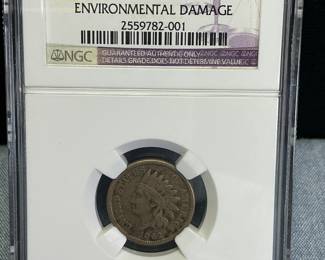 ENVIRONMENTAL DAMAGE
2559782-001
NGC
GUARANTEED AUTHENTIC ONLY
DETAILS GRADE DOES NOT DETERMINE VALUE